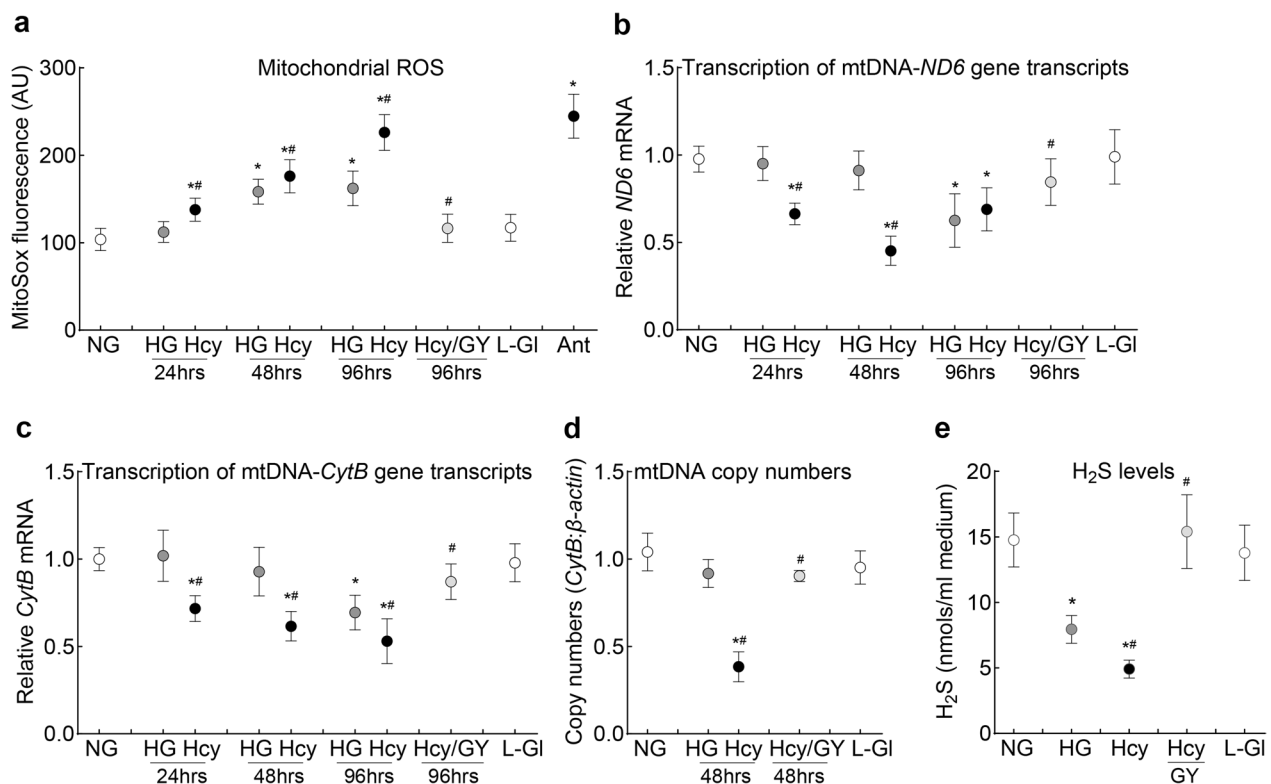 a
Mitochondrial ROS
MitoSox fluorescence (AU)
300
200
100
0
*# * *# * *# # *
NG HG Hcy HG Hcy HG Hcy Hcy/GY L-Gl Ant
24hrs 48hrs 96hrs 96hrs
b
Transcription of mtDNA-ND6 gene transcripts
Relative ND6 mRNA
1.5
1.0
0.5
0.0
*# *# * * #
NG HG Hcy HG Hcy HG Hcy Hcy/GY L-Gl
24hrs 48hrs 96hrs 96hrs
c
Transcription of mtDNA-CytB gene transcripts
Relative CytB mRNA
1.5
1.0
0.5
0.0
*# *# * *# #
NG HG Hcy HG Hcy HG Hcy Hcy/GY L-Gl
24hrs 48hrs 96hrs 96hrs
d
mtDNA copy numbers
Copy numbers (CytB:β-actin)
1.5
1.0
0.5
0.0
*# #
NG HG Hcy Hcy/GY L-Gl
48hrs 48hrs
e
H₂S levels
H₂S (nmols/ml medium)
20
15
10
5
0
* *# #
NG HG Hcy Hcy L-Gl
GY